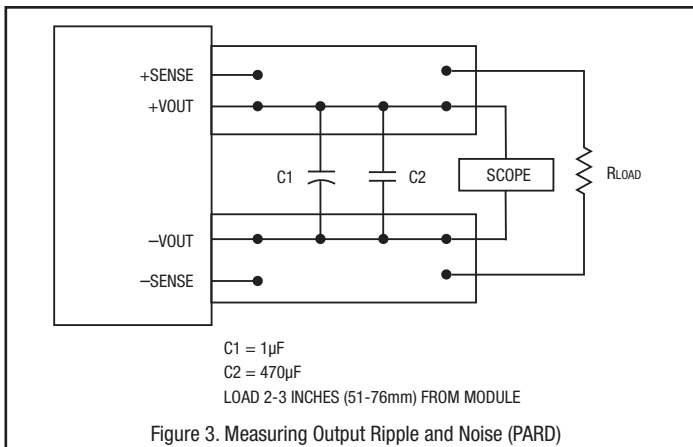 +SENSE
+VOUT
C1
C2
SCOPE
RLOAD
–VOUT
–SENSE
C1 = 1µF
C2 = 470µF
LOAD 2-3 INCHES (51-76mm) FROM MODULE
Figure 3. Measuring Output Ripple and Noise (PARD)